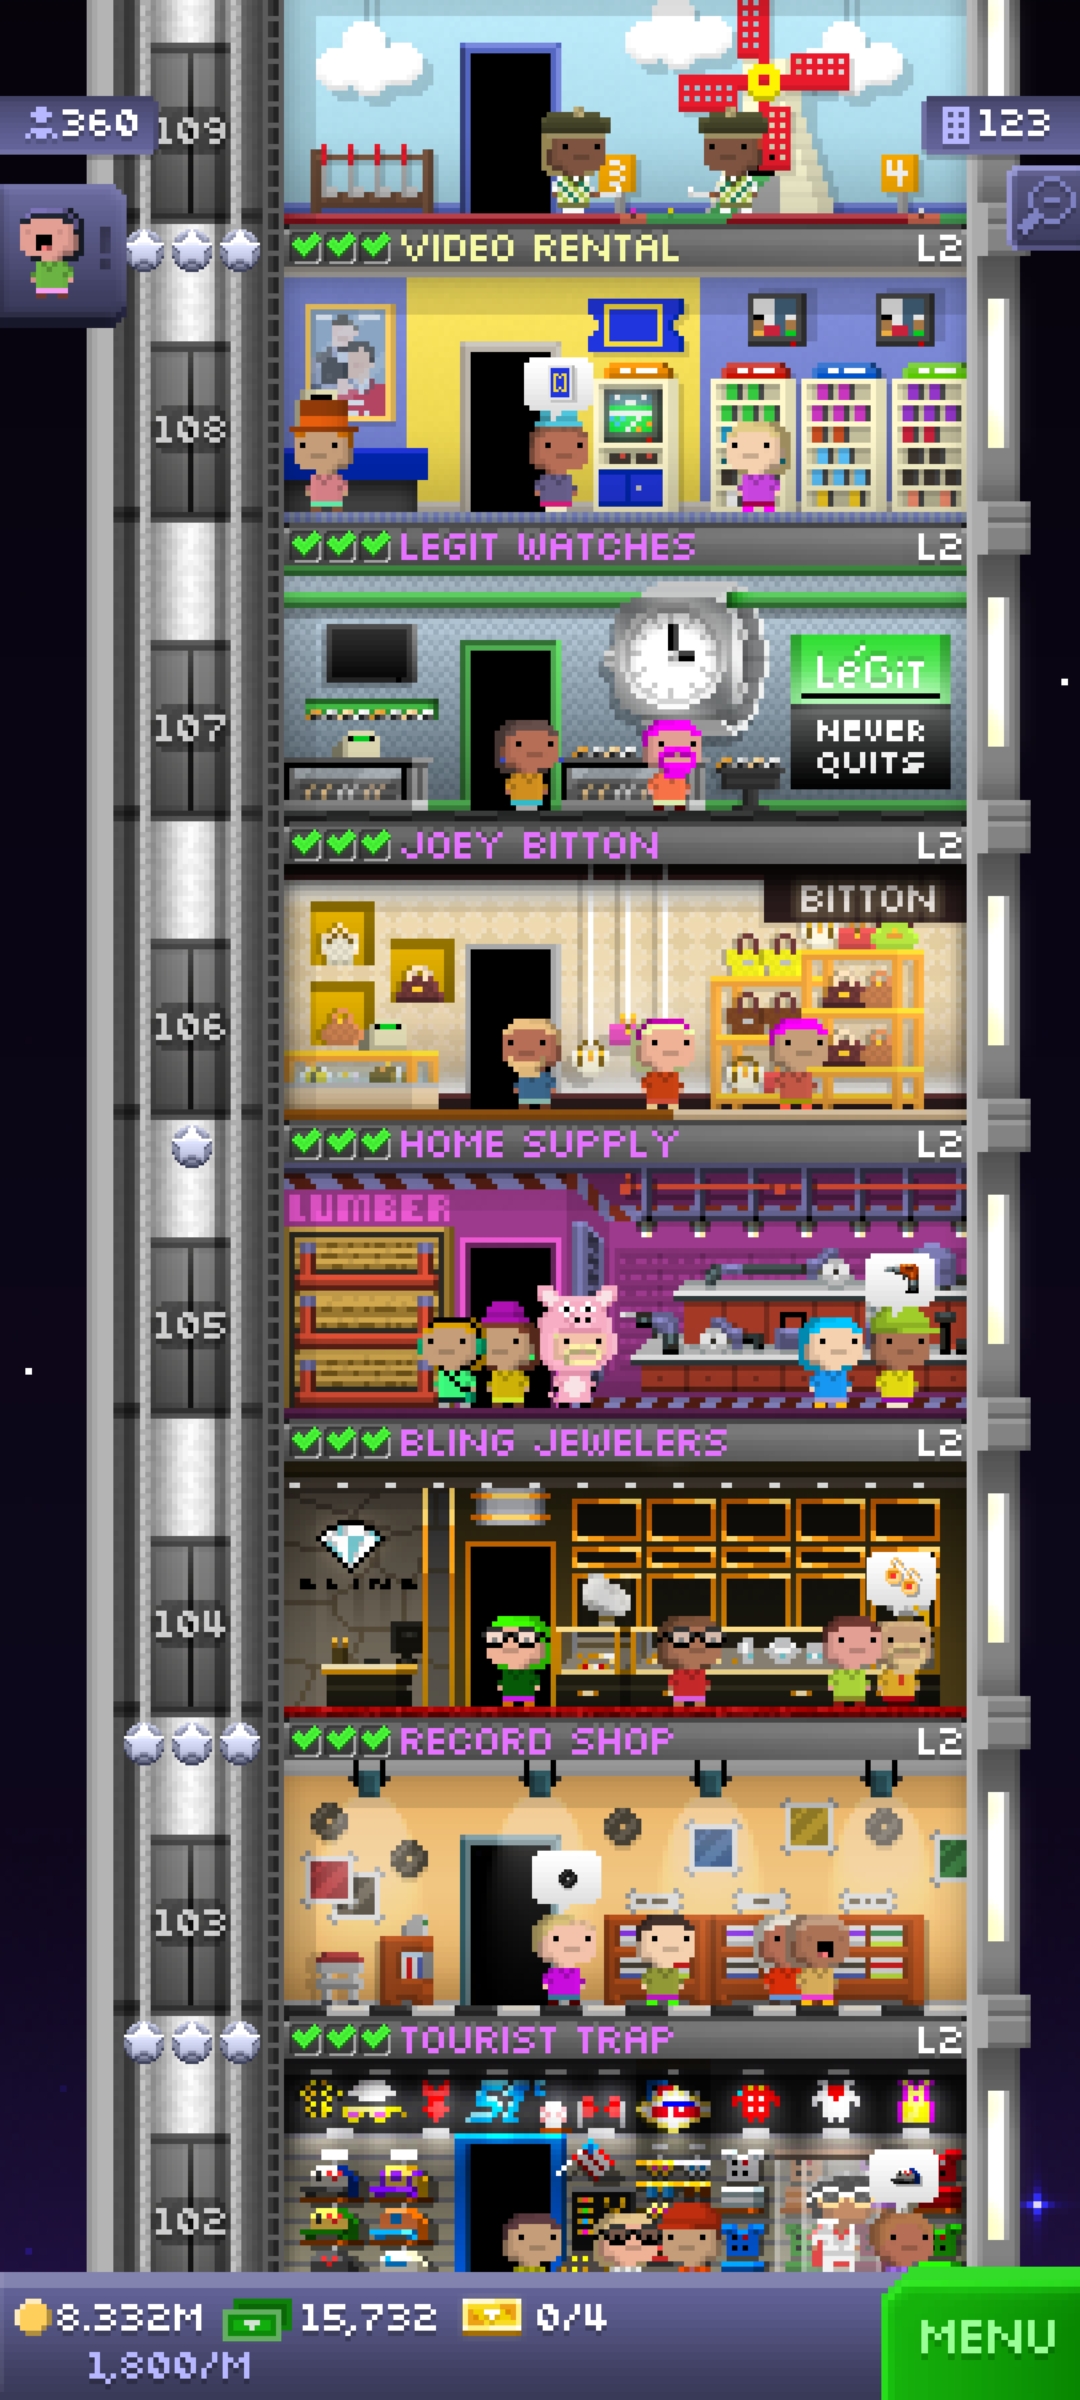 360
109
123
3
4
VIDEO RENTAL L2
108
LEGIT WATCHES L2
LéGiT
NEVER
QUITS
107
JOEY BITTON L2
BITTON
106
HOME SUPPLY L2
LUMBER
105
BLING JEWELERS L2
BLING
104
RECORD SHOP L2
103
TOURIST TRAP L2
102
8.332M 15,732 0/4
1,800/M
MENU